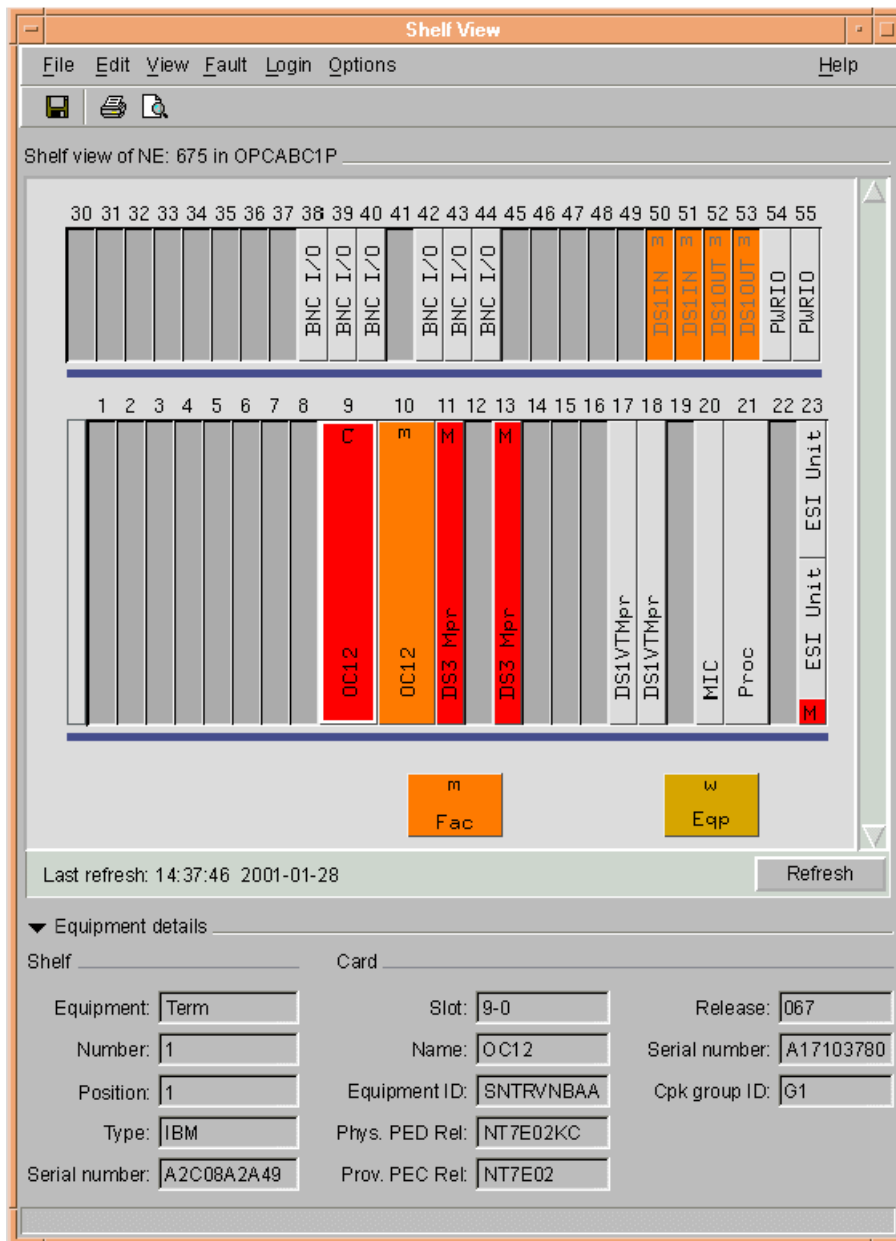 Shelf View
File Edit View Fault Login Options Help
Shelf view of NE: 675 in OPCABC1P
30 31 32 33 34 35 36 37 38 39 40 41 42 43 44 45 46 47 48 49 50 51 52 53 54 55
BNC I/O
BNC I/O
BNC I/O
BNC I/O
BNC I/O
BNC I/O
DS1IN m
DS1IN m
DS1OUT m
DS1OUT m
PWRIO
PWRIO
1 2 3 4 5 6 7 8 9 10 11 12 13 14 15 16 17 18 19 20 21 22 23
C OC12
m OC12
M DS3 Mpr
M DS3 Mpr
DS1VTMpr
DS1VTMpr
MIC
Proc
ESI Unit
ESI Unit
M
m
Fac
w
Eqp
Last refresh: 14:37:46 2001-01-28 Refresh
Equipment details
Shelf Card
Equipment: Term Slot: 9-0 Release: 067
Number: 1 Name: OC12 Serial number: A17103780
Position: 1 Equipment ID: SNTRVNBAA Cpk group ID: G1
Type: IBM Phys. PED Rel: NT7E02KC
Serial number: A2C08A2A49 Prov. PEC Rel: NT7E02